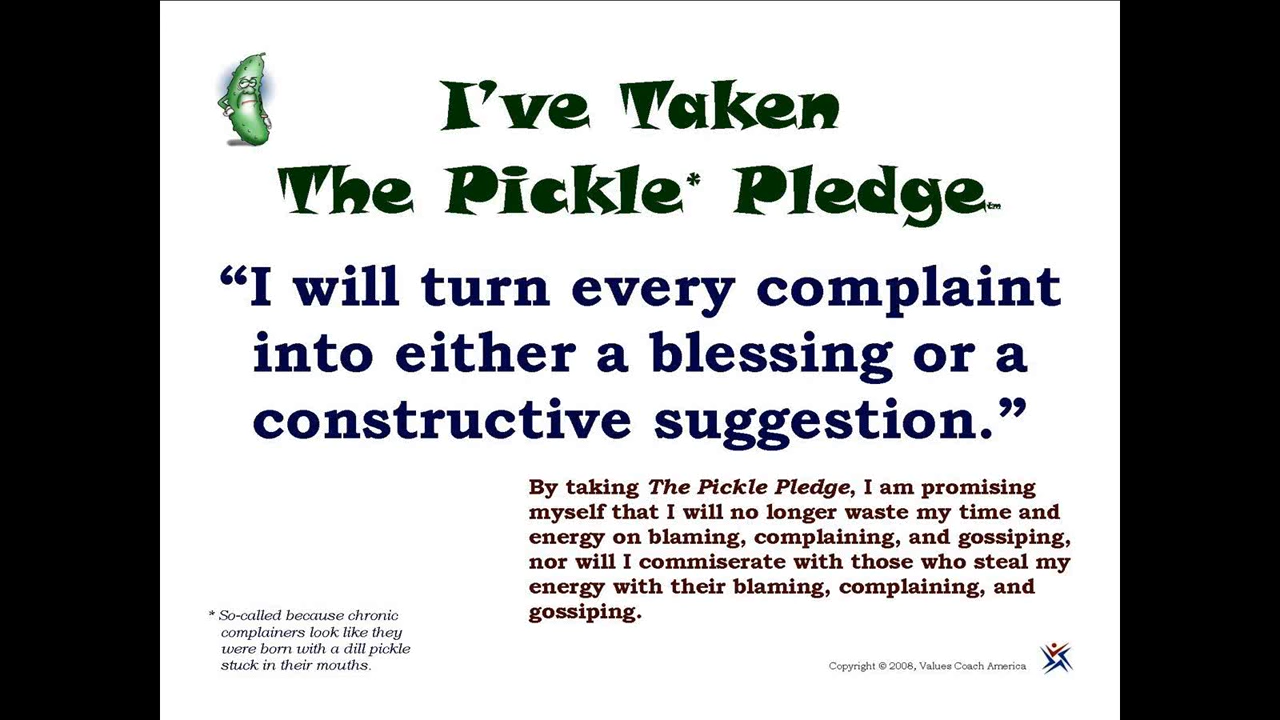 I've Taken
The Pickle* Pledge™
“I will turn every complaint
into either a blessing or a
constructive suggestion.”
By taking The Pickle Pledge, I am promising
myself that I will no longer waste my time and
energy on blaming, complaining, and gossiping,
nor will I commiserate with those who steal my
energy with their blaming, complaining, and
gossiping.
* So-called because chronic
complainers look like they
were born with a dill pickle
stuck in their mouths.
Copyright © 2008, Values Coach America